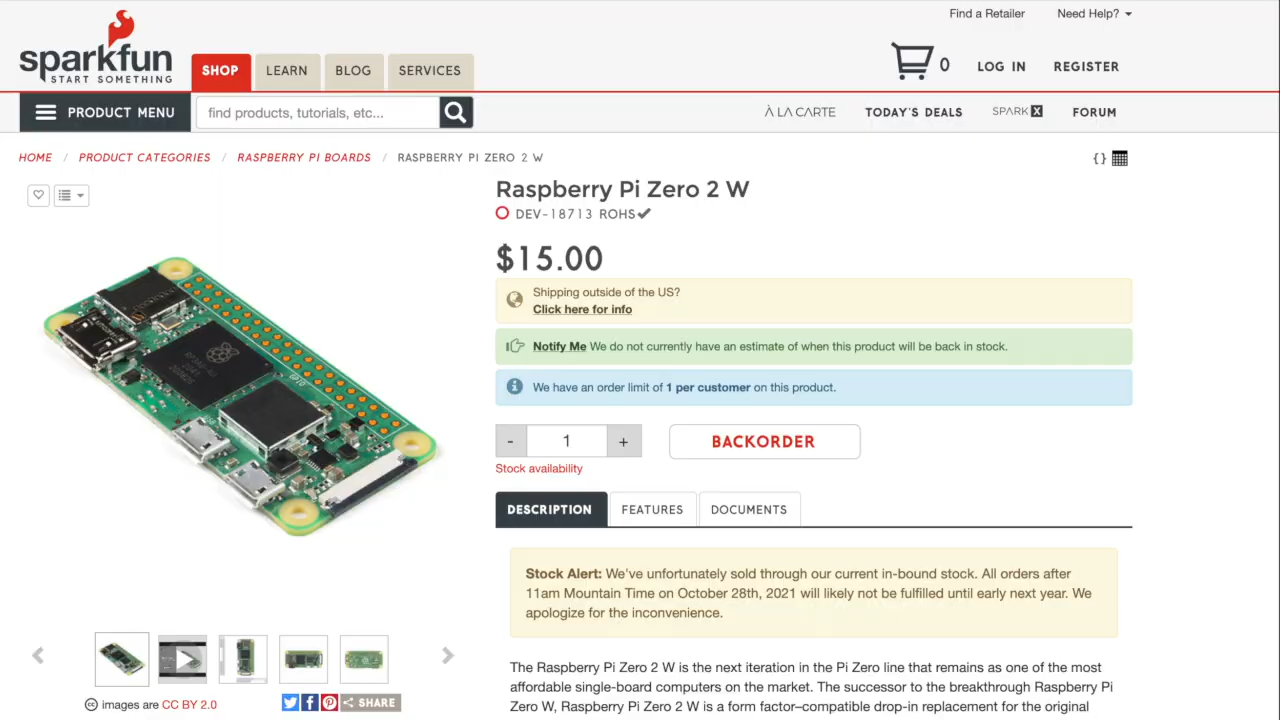 Find a Retailer
Need Help?
sparkfun
START SOMETHING
SHOP
LEARN
BLOG
SERVICES
0
LOG IN
REGISTER
PRODUCT MENU
find products, tutorials, etc...
À LA CARTE
TODAY'S DEALS
SPARK X
FORUM
HOME / PRODUCT CATEGORIES / RASPBERRY PI BOARDS / RASPBERRY PI ZERO 2 W
{}
Raspberry Pi Zero 2 W
DEV-18713 ROHS✔
$15.00
Shipping outside of the US?
Click here for info
Notify Me We do not currently have an estimate of when this product will be back in stock.
We have an order limit of 1 per customer on this product.
- 1 +
BACKORDER
Stock availability
DESCRIPTION
FEATURES
DOCUMENTS
Stock Alert: We've unfortunately sold through our current in-bound stock. All orders after
11am Mountain Time on October 28th, 2021 will likely not be fulfilled until early next year. We
apologize for the inconvenience.
The Raspberry Pi Zero 2 W is the next iteration in the Pi Zero line that remains as one of the most
affordable single-board computers on the market. The successor to the breakthrough Raspberry Pi
Zero W, Raspberry Pi Zero 2 W is a form factor–compatible drop-in replacement for the original
GPIO
images are CC BY 2.0
SHARE